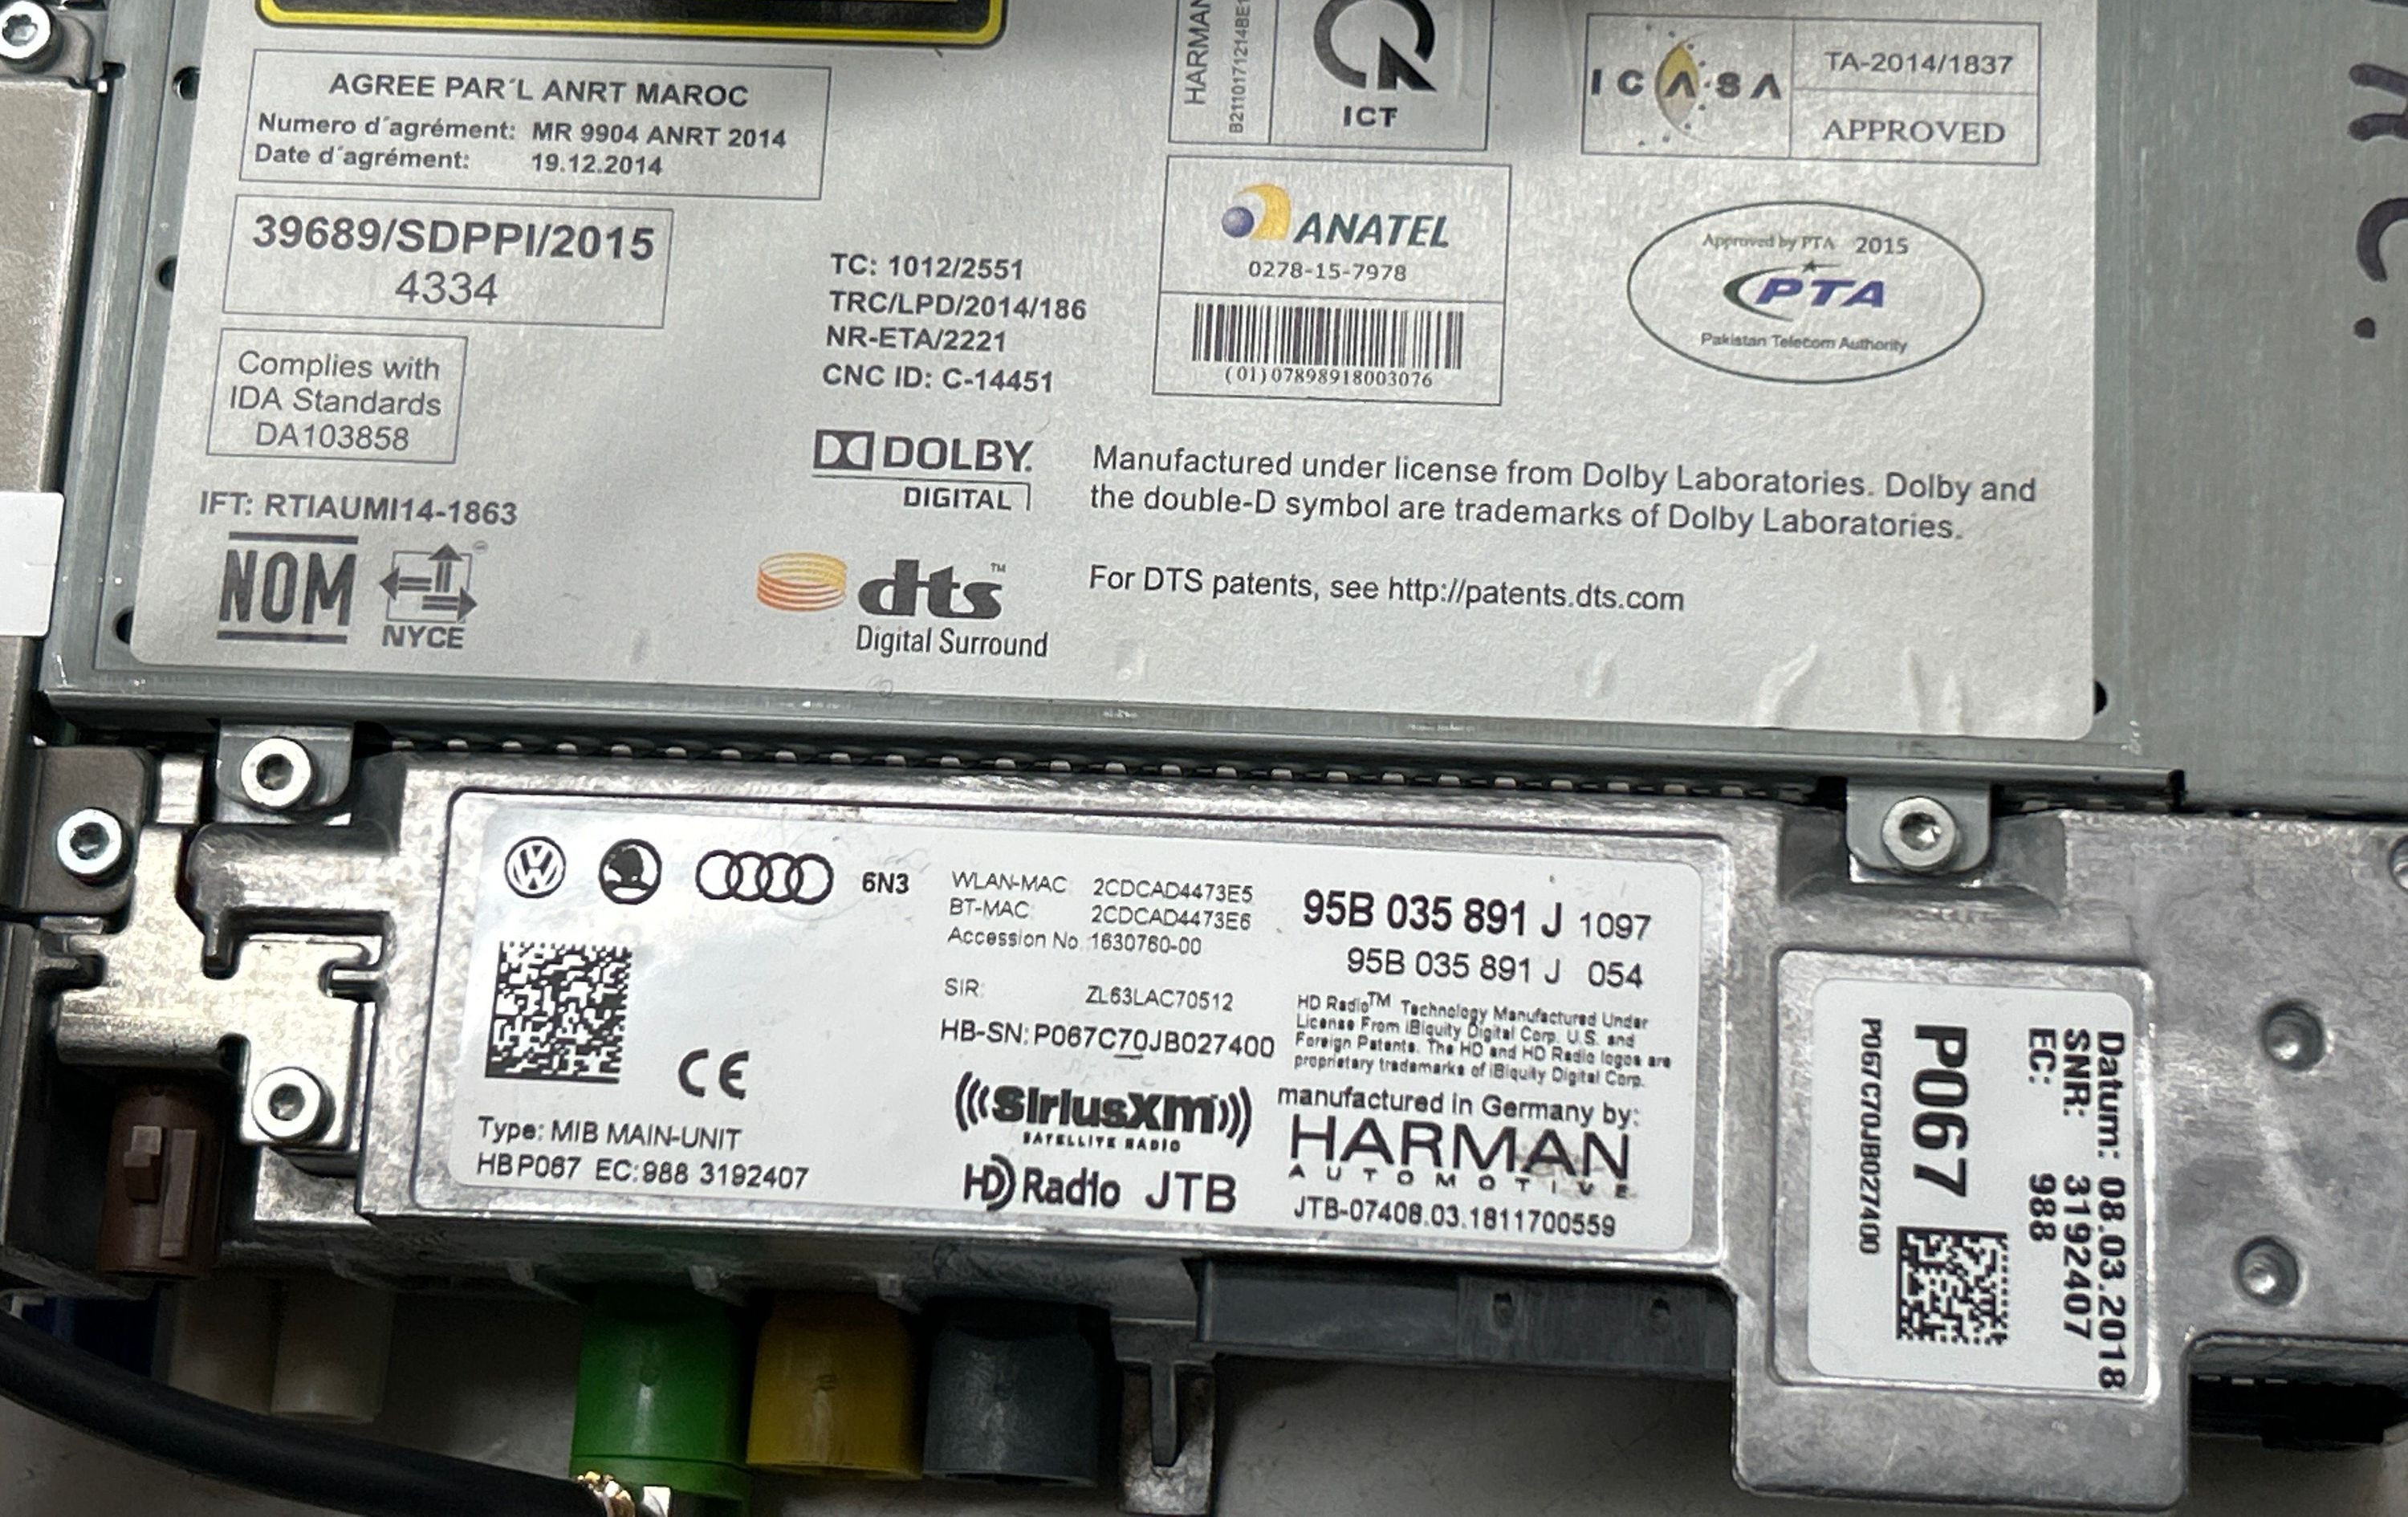 AGREE PAR´L ANRT MAROC
Numero d´agrément: MR 9904 ANRT 2014
Date d´agrément: 19.12.2014
39689/SDPPI/2015
4334
Complies with
IDA Standards
DA103858
IFT: RTIAUMI14-1863
NOM
NYCE
TC: 1012/2551
TRC/LPD/2014/186
NR-ETA/2221
CNC ID: C-14451
DOLBY.
DIGITAL
Manufactured under license from Dolby Laboratories. Dolby and
the double-D symbol are trademarks of Dolby Laboratories.
dts ™
Digital Surround
For DTS patents, see http://patents.dts.com
HARMAN
ICT
ANATEL
0278-15-7978
(01)07898918003076
ICASA
TA-2014/1837
APPROVED
Approved by PTA 2015
PTA
Pakistan Telecom Authority
6N3
WLAN-MAC: 2CDCAD4473E5
BT-MAC: 2CDCAD4473E6
Accession No. 1630760-00
SIR: ZL63LAC70512
HB-SN: P067C70JB027400
95B 035 891 J 1097
95B 035 891 J 054
HD Radio™ Technology Manufactured Under
License From iBiquity Digital Corp. U.S. and
Foreign Patents. The HD and HD Radio logos are
proprietary trademarks of iBiquity Digital Corp.
CE
Type: MIB MAIN-UNIT
HB P067 EC:988 3192407
SiriusXm
SATELLITE RADIO
HD Radio JTB
manufactured in Germany by:
HARMAN
AUTOMOTIVE
JTB-07408.03.1811700559
Datum: 08.03.2018
SNR: 3192407
EC: 988
P067
P067C70JB027400